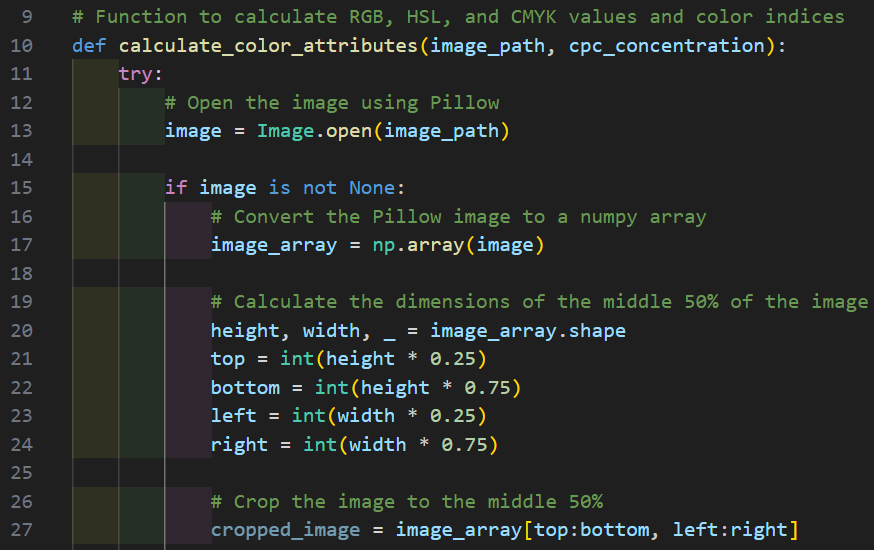 9 # Function to calculate RGB, HSL, and CMYK values and color indices
10 def calculate_color_attributes(image_path, cpc_concentration):
11     try:
12         # Open the image using Pillow
13         image = Image.open(image_path)
14
15         if image is not None:
16             # Convert the Pillow image to a numpy array
17             image_array = np.array(image)
18
19             # Calculate the dimensions of the middle 50% of the image
20             height, width, _ = image_array.shape
21             top = int(height * 0.25)
22             bottom = int(height * 0.75)
23             left = int(width * 0.25)
24             right = int(width * 0.75)
25
26             # Crop the image to the middle 50%
27             cropped_image = image_array[top:bottom, left:right]